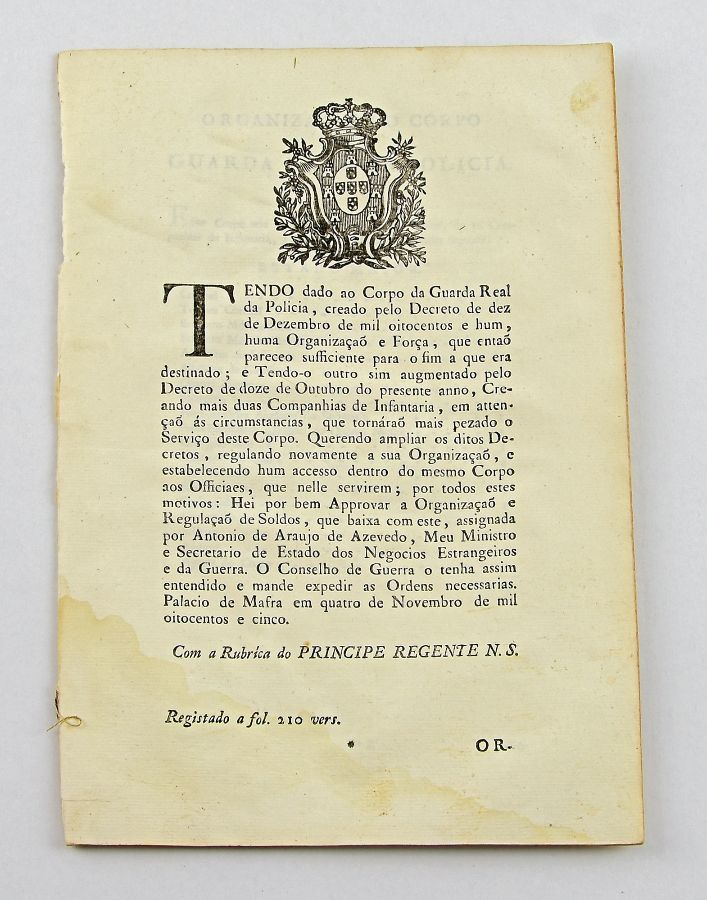 ORGANIZ CORPO
GUARDA POLICIA
TENDO dado ao Corpo da Guarda Real
da Policia, creado pelo Decreto de dez
de Dezembro de mil oitocentos e hum,
huma Organizaçaõ e Força, que entaõ
pareceo sufficiente para o fim a que era
destinado; e Tendo-o outro sim augmentado pelo
Decreto de doze de Outubro do presente anno, Cre-
ando mais duas Companhias de Infantaria, em atten-
çaõ ás circumstancias, que tornáraõ mais pezado o
Serviço deste Corpo. Querendo ampliar os ditos De-
cretos, regulando novamente a sua Organizaçaõ, e
estabelecendo hum accesso dentro do mesmo Corpo
aos Officiaes, que nelle servirem; por todos estes
motivos: Hei por bem Approvar a Organizaçaõ e
Regulaçaõ de Soldos, que baixa com este, assignada
por Antonio de Araujo de Azevedo, Meu Ministro
e Secretario de Estado dos Negocios Estrangeiros
e da Guerra. O Conselho de Guerra o tenha assim
entendido e mande expedir as Ordens necessarias.
Palacio de Mafra em quatro de Novembro de mil
oitocentos e cinco.
Com a Rubrica do PRINCIPE REGENTE N. S.
Registado a fol. 210 vers.
* OR-